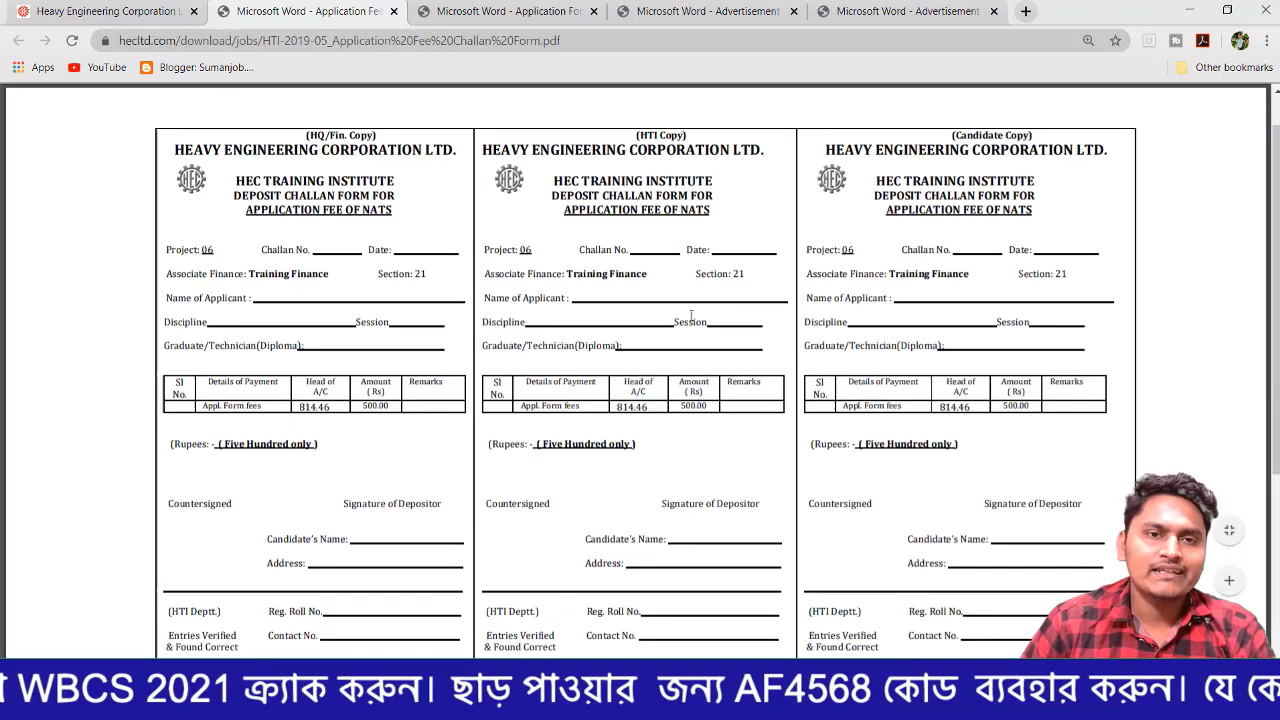 Heavy Engineering Corporation L
Microsoft Word - Application Fee
Microsoft Word - Application For
Microsoft Word - Advertisement
Microsoft Word - Advertisement
hecltd.com/download/jobs/HTI-2019-05_Application%20Fee%20Challan%20Form.pdf
Apps YouTube Blogger: Sumanjob.... Other bookmarks
(HQ/Fin. Copy)
HEAVY ENGINEERING CORPORATION LTD.
HEC
HEC TRAINING INSTITUTE
DEPOSIT CHALLAN FORM FOR
APPLICATION FEE OF NATS
Project: 06 Challan No. Date:
Associate Finance: Training Finance Section: 21
Name of Applicant :
Discipline Session
Graduate/Technician(Diploma):
Sl No. Details of Payment Head of A/C Amount ( Rs) Remarks
Appl. Form fees 814.46 500.00
(Rupees: - ( Five Hundred only )
Countersigned Signature of Depositor
Candidate's Name:
Address:
(HTI Deptt.) Reg. Roll No.
Entries Verified Contact No.
& Found Correct
(HTI Copy)
HEAVY ENGINEERING CORPORATION LTD.
HEC
HEC TRAINING INSTITUTE
DEPOSIT CHALLAN FORM FOR
APPLICATION FEE OF NATS
Project: 06 Challan No. Date:
Associate Finance: Training Finance Section: 21
Name of Applicant :
Discipline Session
Graduate/Technician(Diploma):
Sl No. Details of Payment Head of A/C Amount ( Rs) Remarks
Appl. Form fees 814.46 500.00
(Rupees: - ( Five Hundred only )
Countersigned Signature of Depositor
Candidate's Name:
Address:
(HTI Deptt.) Reg. Roll No.
Entries Verified Contact No.
& Found Correct
(Candidate Copy)
HEAVY ENGINEERING CORPORATION LTD.
HEC
HEC TRAINING INSTITUTE
DEPOSIT CHALLAN FORM FOR
APPLICATION FEE OF NATS
Project: 06 Challan No. Date:
Associate Finance: Training Finance Section: 21
Name of Applicant :
Discipline Session
Graduate/Technician(Diploma):
Sl No. Details of Payment Head of A/C Amount ( Rs) Remarks
Appl. Form fees 814.46 500.00
(Rupees: - ( Five Hundred only )
Countersigned Signature of Depositor
Candidate's Name:
Address:
(HTI Deptt.) Reg. Roll No.
Entries Verified Contact No.
& Found Correct
WBCS 2021 ক্র্যাক করুন। ছাড় পাওয়ার জন্য AF4568 কোড ব্যবহার করুন। যে কো